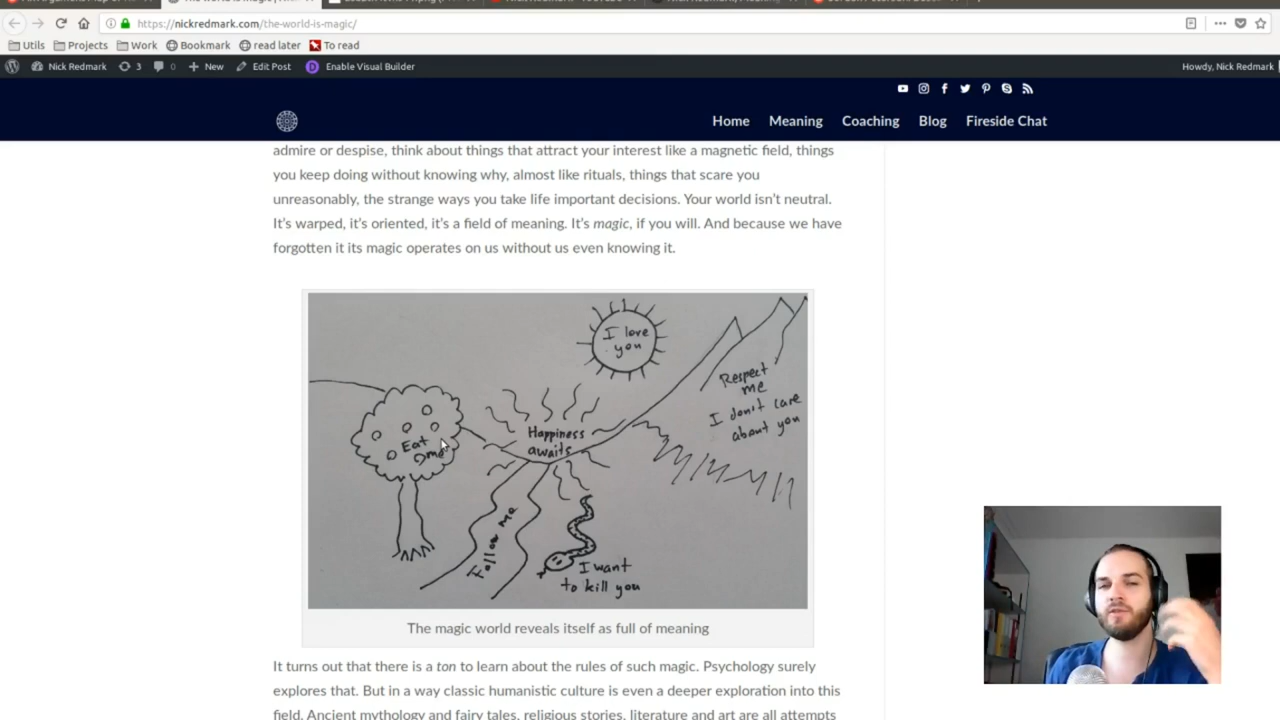 https://nickredmark.com/the-world-is-magic/
Utils Projects Work Bookmark read later To read
Nick Redmark 3 0 New Edit Post Enable Visual Builder Howdy, Nick Redmark
Home Meaning Coaching Blog Fireside Chat
admire or despise, think about things that attract your interest like a magnetic field, things
you keep doing without knowing why, almost like rituals, things that scare you
unreasonably, the strange ways you take life important decisions. Your world isn’t neutral.
It’s warped, it’s oriented, it’s a field of meaning. It’s magic, if you will. And because we have
forgotten it its magic operates on us without us even knowing it.
I love
you
Respect
me
I don't care
about you
Happiness
awaits
Eat
me
Follow me
I want
to kill you
The magic world reveals itself as full of meaning
It turns out that there is a ton to learn about the rules of such magic. Psychology surely
explores that. But in a way classic humanistic culture is even a deeper exploration into this
field. Ancient mythology and fairy tales, religious stories, literature and art are all attempts